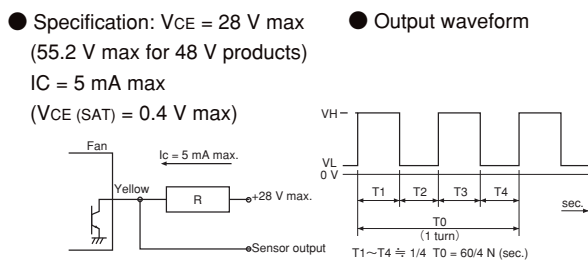 ● Specification: VCE = 28 V max
(55.2 V max for 48 V products)
IC = 5 mA max
(VCE (SAT) = 0.4 V max)
Fan
Ic = 5 mA max.
Yellow
R
+28 V max.
Sensor output
● Output waveform
VH
VL
0 V
T1 T2 T3 T4
sec.
T0
(1 turn)
T1～T4 ≒ 1/4 T0 = 60/4 N (sec.)